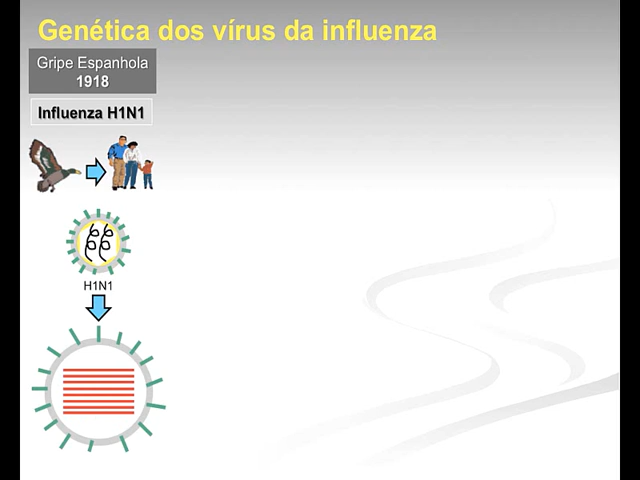 Genética dos vírus da influenza
Gripe Espanhola
1918
Influenza H1N1
H1N1